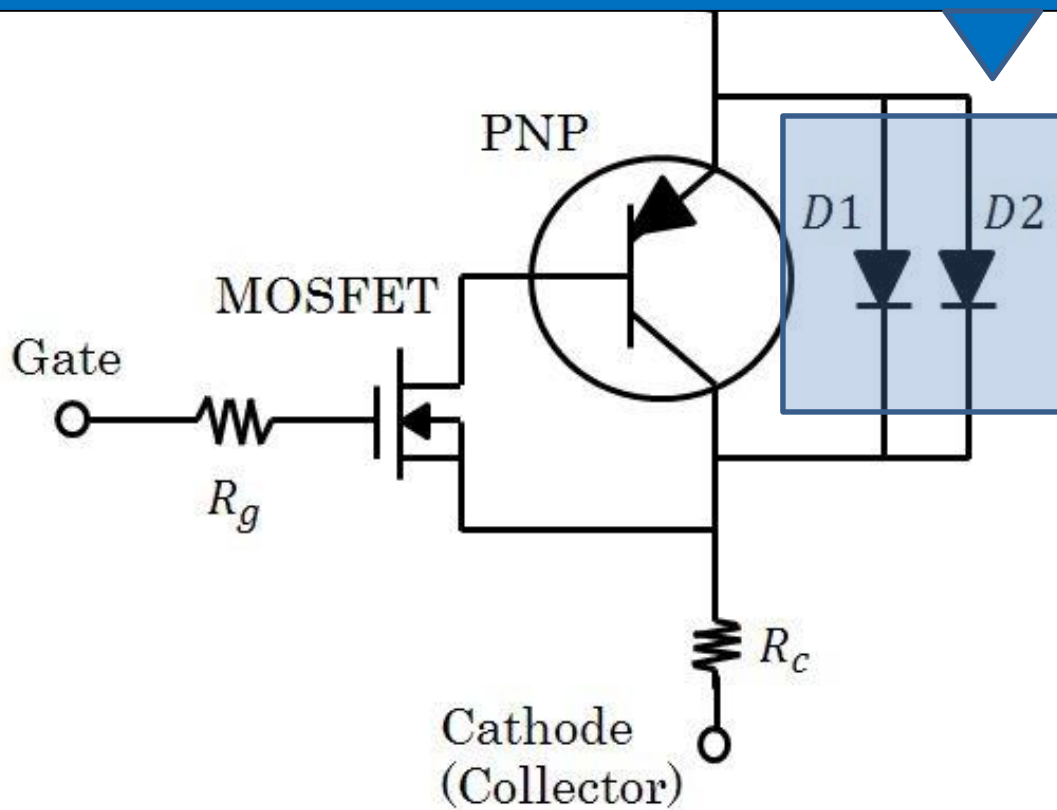 PNP
D1
D2
MOSFET
Gate
R_g
R_c
Cathode
(Collector)